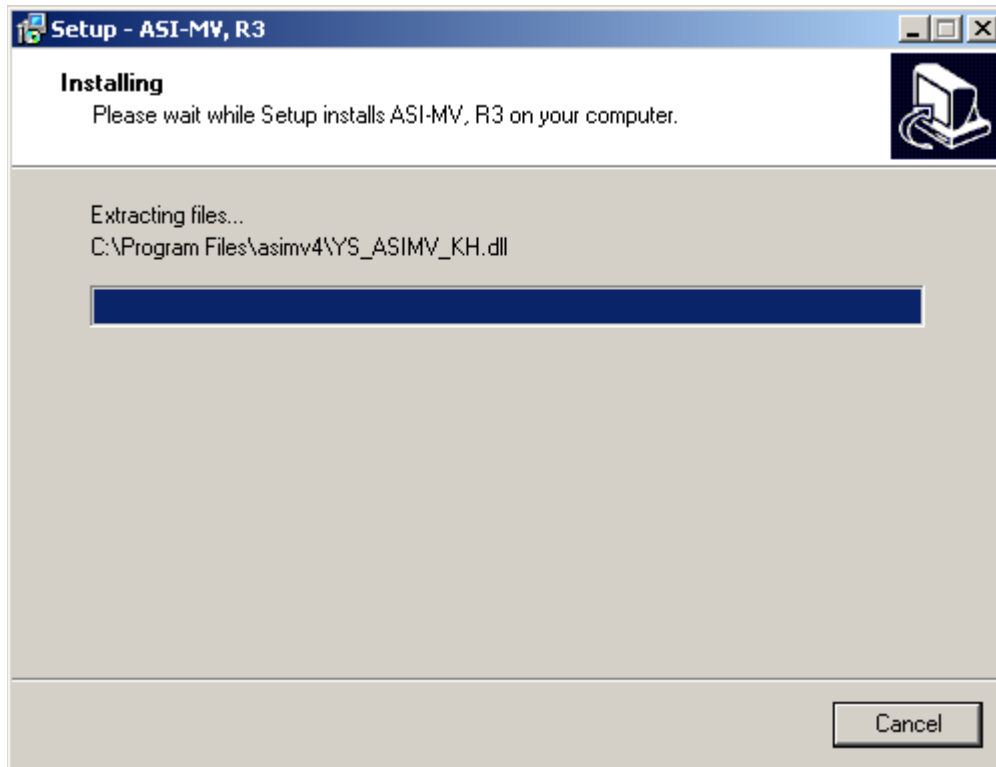 Setup - ASI-MV, R3
Installing
Please wait while Setup installs ASI-MV, R3 on your computer.
Extracting files...
C:\Program Files\asimv4\YS_ASIMV_KH.dll
Cancel